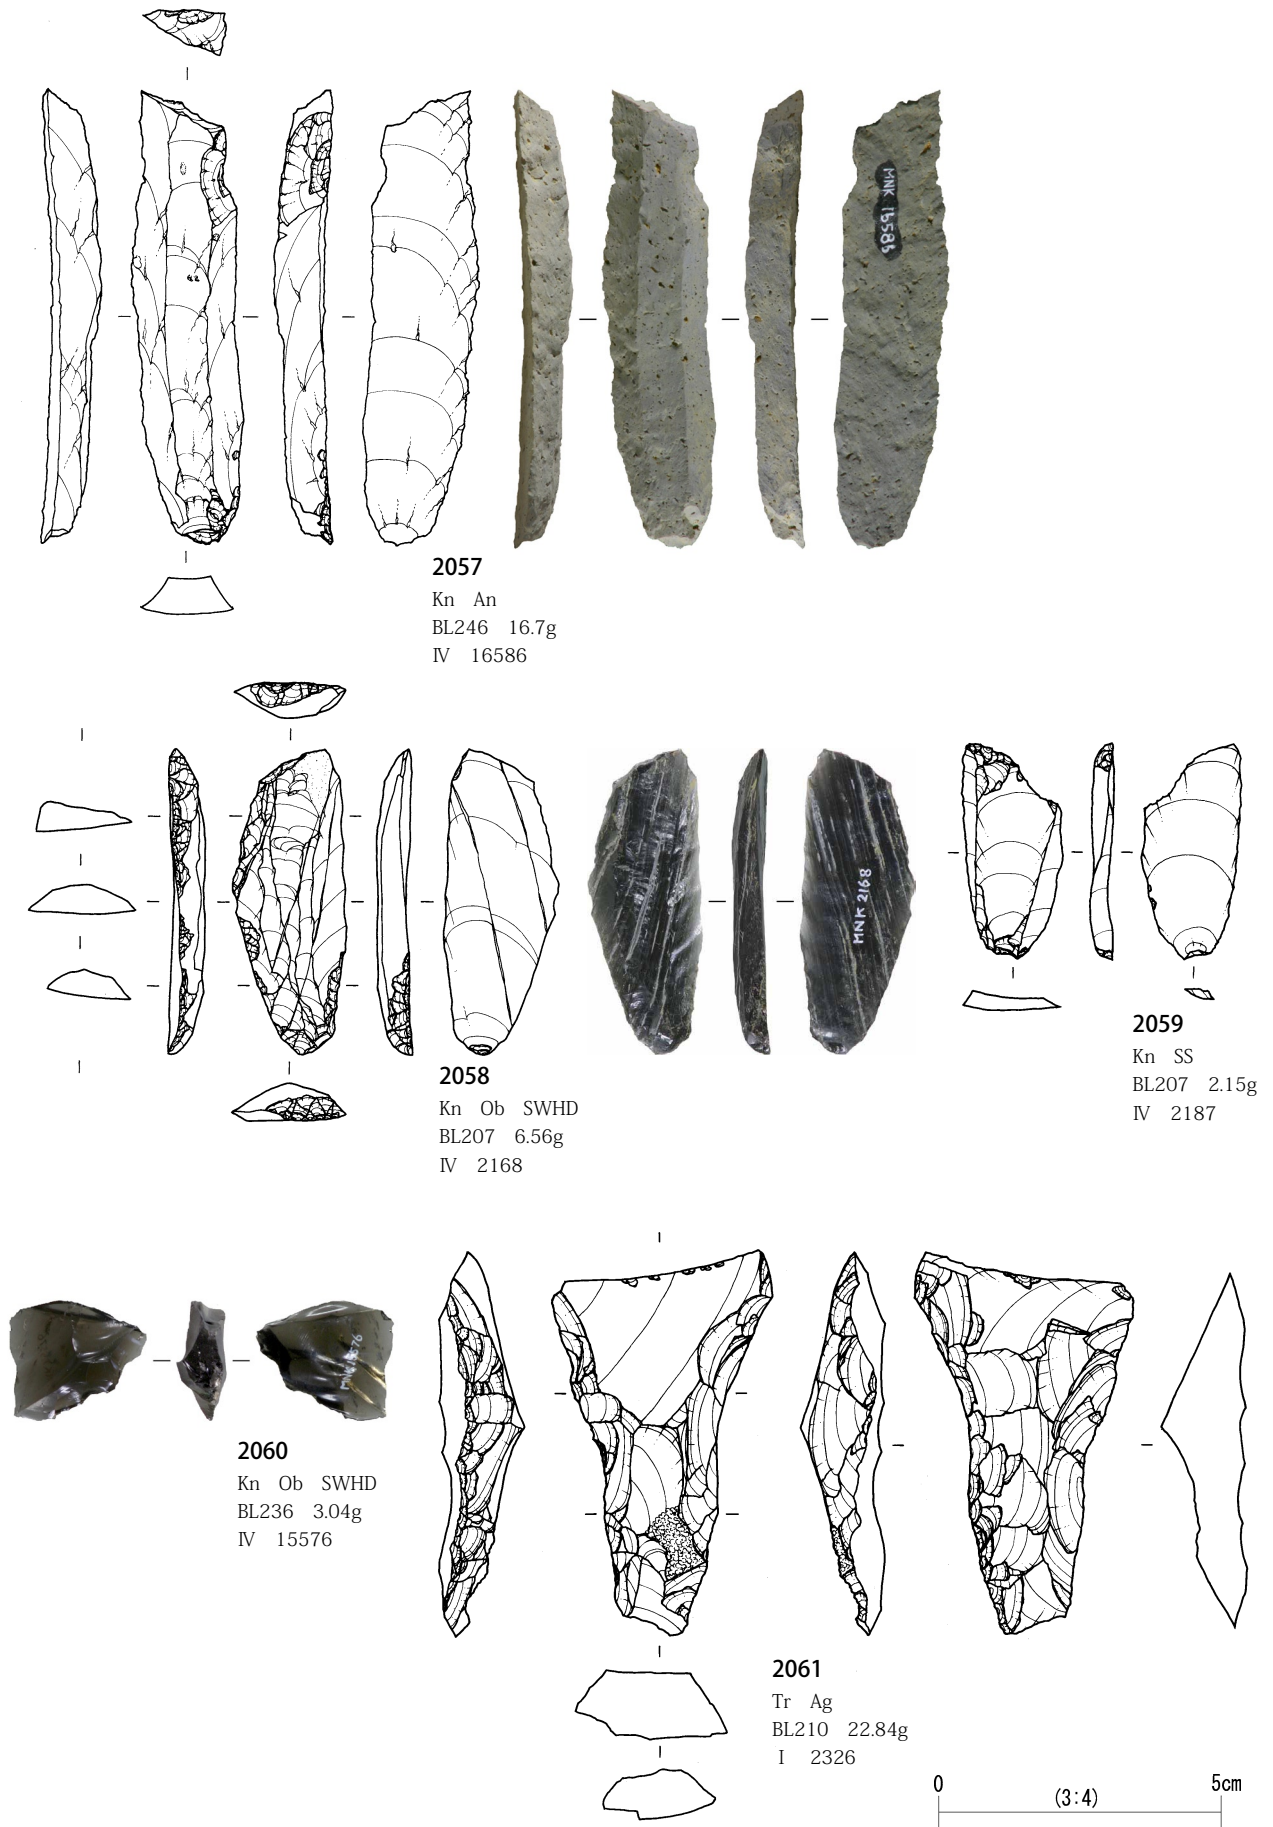 G2
MNK 16586
2057
Kn An
BL246 16.7g
Ⅳ 16586
MNK 2168
2058
Kn Ob SWHD
BL207 6.56g
Ⅳ 2168
2059
Kn SS
BL207 2.15g
Ⅳ 2187
2060
Kn Ob SWHD
BL236 3.04g
Ⅳ 15576
2061
Tr Ag
BL210 22.84g
Ⅰ 2326
0 5cm
(3:4)